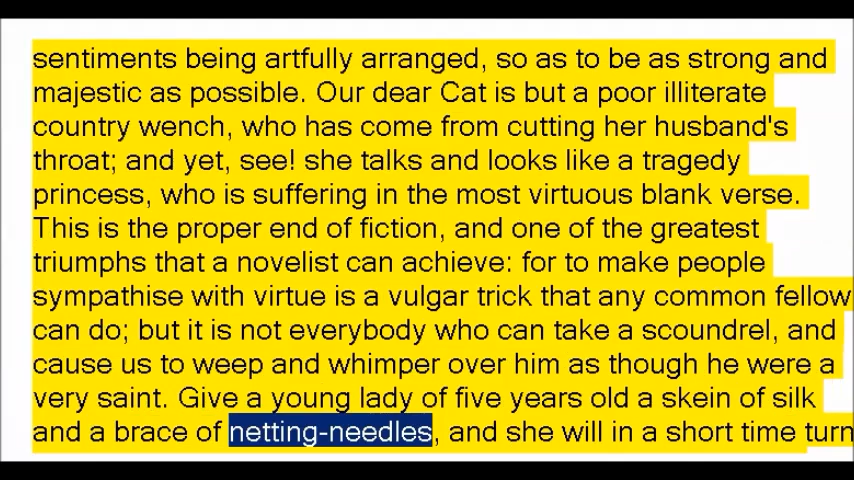 sentiments being artfully arranged, so as to be as strong and
majestic as possible. Our dear Cat is but a poor illiterate
country wench, who has come from cutting her husband's
throat; and yet, see! she talks and looks like a tragedy
princess, who is suffering in the most virtuous blank verse.
This is the proper end of fiction, and one of the greatest
triumphs that a novelist can achieve: for to make people
sympathise with virtue is a vulgar trick that any common fellow
can do; but it is not everybody who can take a scoundrel, and
cause us to weep and whimper over him as though he were a
very saint. Give a young lady of five years old a skein of silk
and a brace of netting-needles, and she will in a short time turn